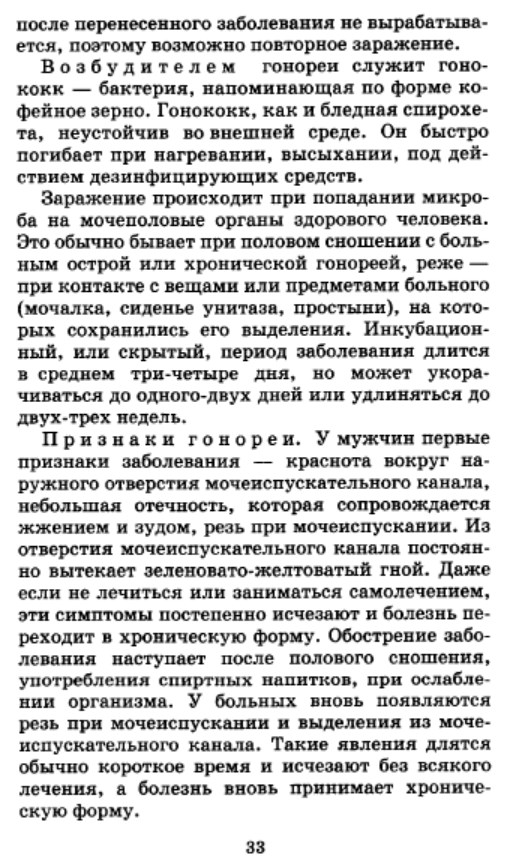 после перенесенного заболевания не вырабатыва-
ется, поэтому возможно повторное заражение.
Возбудителем гонореи служит гоно-
кокк — бактерия, напоминающая по форме ко-
фейное зерно. Гонококк, как и бледная спирохе-
та, неустойчив во внешней среде. Он быстро
погибает при нагревании, высыхании, под дей-
ствием дезинфицирующих средств.
Заражение происходит при попадании микро-
ба на мочеполовые органы здорового человека.
Это обычно бывает при половом сношении с боль-
ным острой или хронической гонореей, реже —
при контакте с вещами или предметами больного
(мочалка, сиденье унитаза, простыни), на кото-
рых сохранились его выделения. Инкубацион-
ный, или скрытый, период заболевания длится
в среднем три-четыре дня, но может укора-
чиваться до одного-двух дней или удлиняться до
двух-трех недель.
Признаки гонореи. У мужчин первые
признаки заболевания — краснота вокруг на-
ружного отверстия мочеиспускательного канала,
небольшая отечность, которая сопровождается
жжением и зудом, резь при мочеиспускании. Из
отверстия мочеиспускательного канала постоян-
но вытекает зеленовато-желтоватый гной. Даже
если не лечиться или заниматься самолечением,
эти симптомы постепенно исчезают и болезнь пе-
реходит в хроническую форму. Обострение забо-
левания наступает после полового сношения,
употребления спиртных напитков, при ослабле-
нии организма. У больных вновь появляются
резь при мочеиспускании и выделения из моче-
испускательного канала. Такие явления длятся
обычно короткое время и исчезают без всякого
лечения, а болезнь вновь принимает хрониче-
скую форму.
33